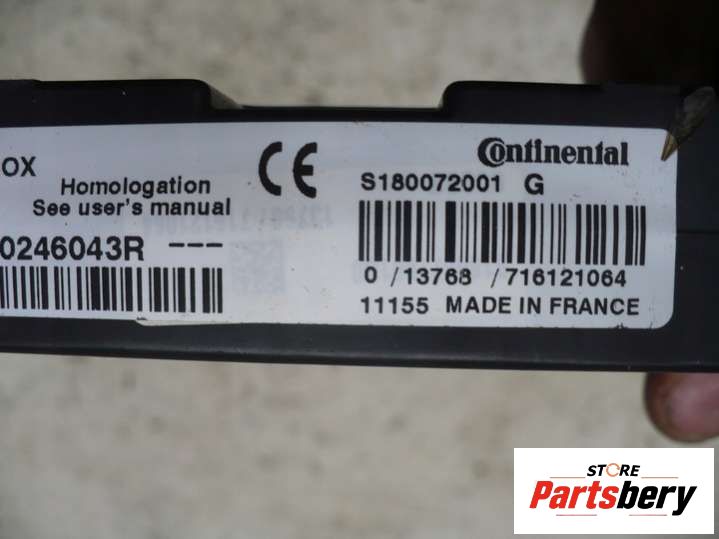 OX
CE
Homologation
See user's manual
0246043R ---
Continental
S180072001 G
0 / 13768 / 716121064
11155 MADE IN FRANCE
STORE
Partsbery